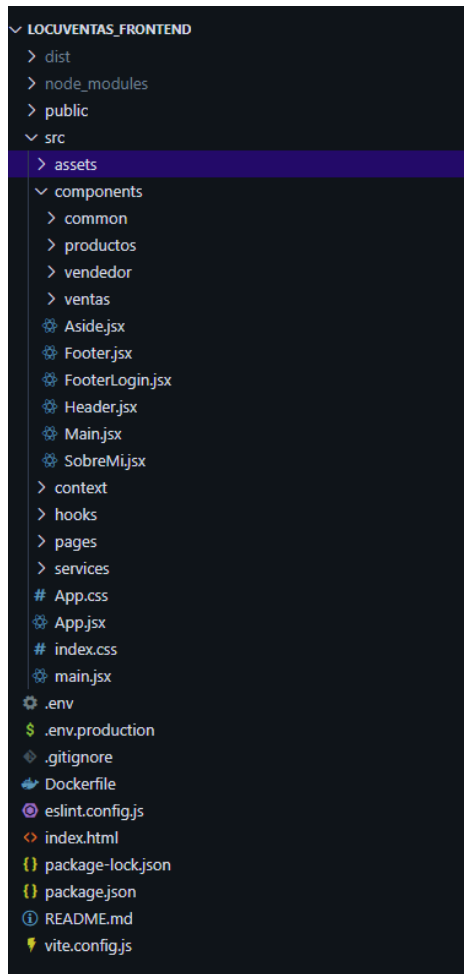 LOCUVENTAS_FRONTEND
dist
node_modules
public
src
assets
components
common
productos
vendedor
ventas
Aside.jsx
Footer.jsx
FooterLogin.jsx
Header.jsx
Main.jsx
SobreMi.jsx
context
hooks
pages
services
# App.css
App.jsx
# index.css
main.jsx
.env
$ .env.production
.gitignore
Dockerfile
eslint.config.js
<> index.html
{} package-lock.json
{} package.json
README.md
vite.config.js